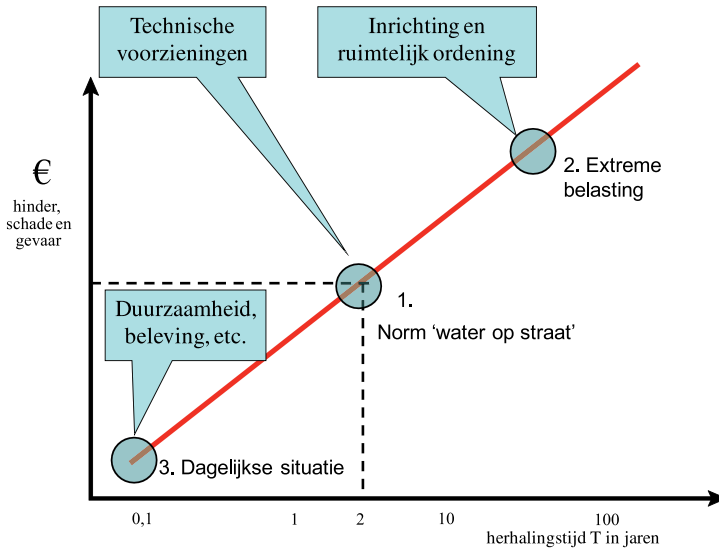 Technische
voorzieningen
Inrichting en
ruimtelijk ordening
€
hinder,
schade en
gevaar
2. Extreme
belasting
1.
Norm ‘water op straat’
Duurzaamheid,
beleving, etc.
3. Dagelijkse situatie
0,1 1 2 10 100
herhalingstijd T in jaren